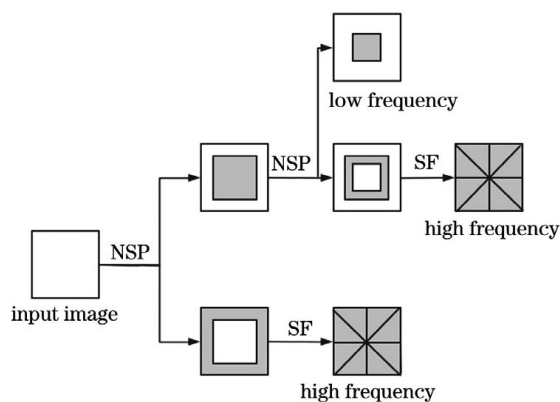 low frequency
NSP
SF
high frequency
NSP
input image
SF
high frequency